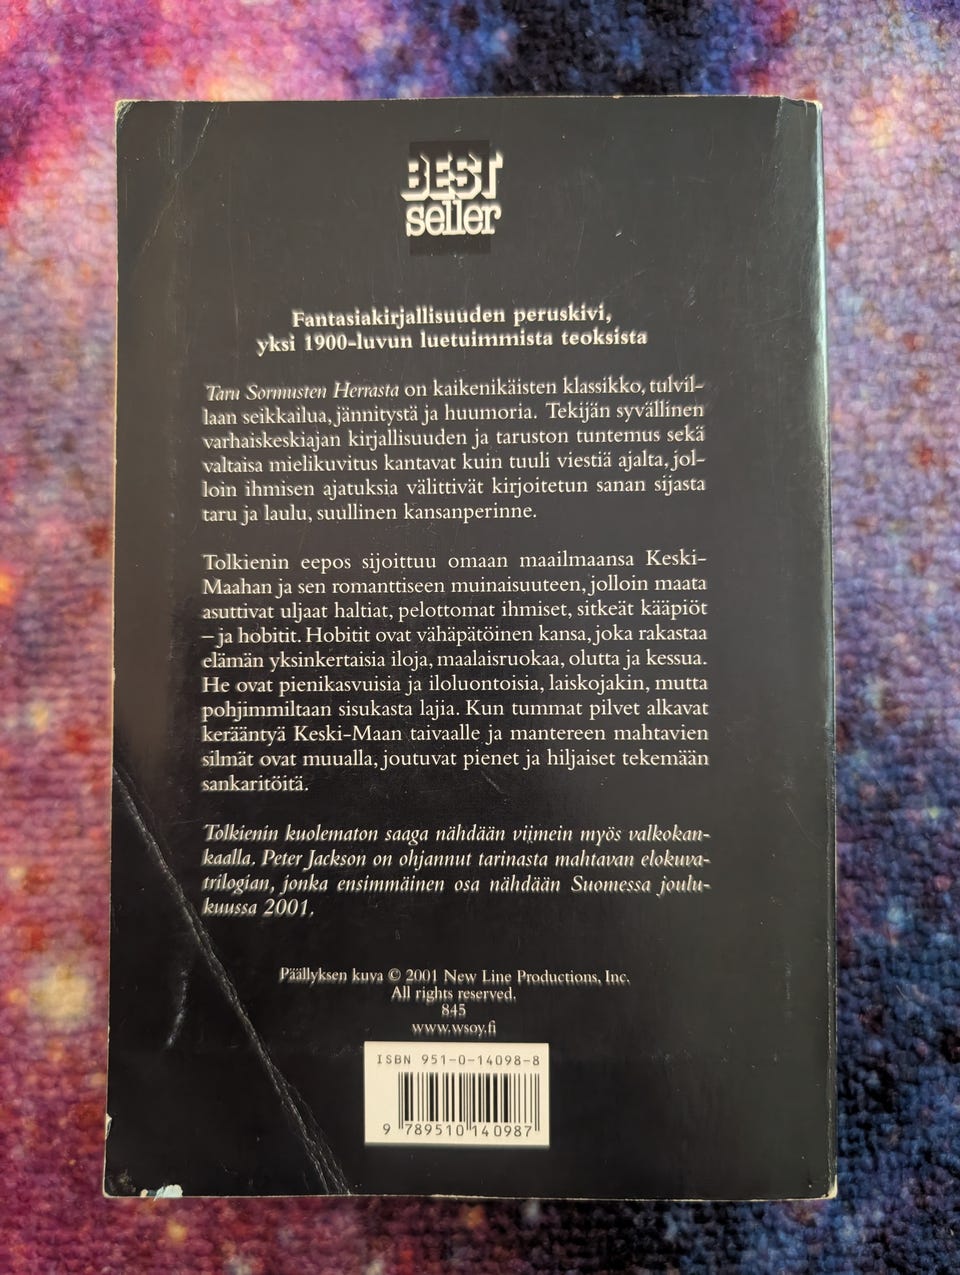 BEST
seller
Fantasiakirjallisuuden peruskivi,
yksi 1900-luvun luetuimmista teoksista
Taru Sormusten Herrasta on kaikenikäisten klassikko, tulvil-
laan seikkailua, jännitystä ja huumoria. Tekijän syvällinen
varhaiskeskiajan kirjallisuuden ja taruston tuntemus sekä
valtaisa mielikuvitus kantavat kuin tuuli viestiä ajalta, jol-
loin ihmisen ajatuksia välittivät kirjoitetun sanan sijasta
taru ja laulu, suullinen kansanperinne.
Tolkienin eepos sijoittuu omaan maailmaansa Keski-
Maahan ja sen romanttiseen muinaisuuteen, jolloin maata
asuttivat uljaat haltiat, pelottomat ihmiset, sitkeät kääpiöt
– ja hobitit. Hobitit ovat vähäpätöinen kansa, joka rakastaa
elämän yksinkertaisia iloja, maalaisruokaa, olutta ja kessua.
He ovat pienikasvuisia ja iloluontoisia, laiskojakin, mutta
pohjimmiltaan sisukasta lajia. Kun tummat pilvet alkavat
kerääntyä Keski-Maan taivaalle ja mantereen mahtavien
silmät ovat muualla, joutuvat pienet ja hiljaiset tekemään
sankaritöitä.
Tolkienin kuolematon saaga nähdään viimein myös valkokan-
kaalla. Peter Jackson on ohjannut tarinasta mahtavan elokuva-
trilogian, jonka ensimmäinen osa nähdään Suomessa joulu-
kuussa 2001.
Päällyksen kuva © 2001 New Line Productions, Inc.
All rights reserved.
845
www.wsoy.fi
ISBN 951-0-14098-8
9 789510 140987